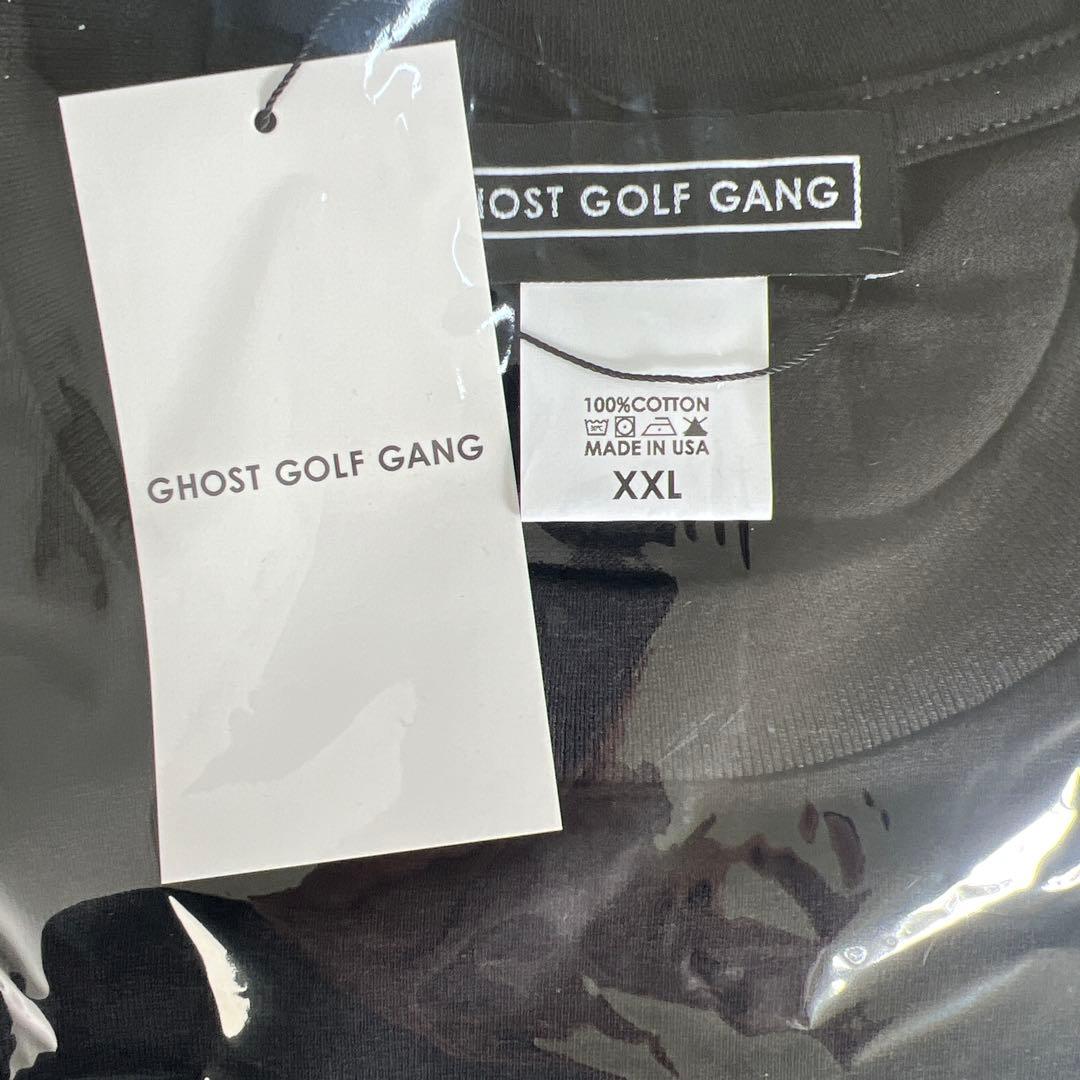 HOST GOLF GANG
GHOST GOLF GANG
100%COTTON
MADE IN USA
XXL